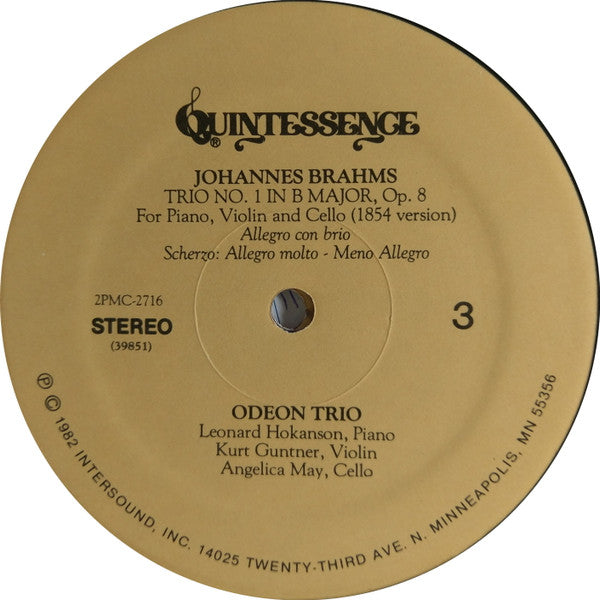 QUINTESSENCE®
JOHANNES BRAHMS
TRIO NO. 1 IN B MAJOR, Op. 8
For Piano, Violin and Cello (1854 version)
Allegro con brio
Scherzo: Allegro molto - Meno Allegro
2PMC-2716
STEREO
(39851)
3
ODEON TRIO
Leonard Hokanson, Piano
Kurt Guntner, Violin
Angelica May, Cello
℗ © 1982 INTERSOUND, INC. 14025 TWENTY-THIRD AVE. N. MINNEAPOLIS, MN 55356